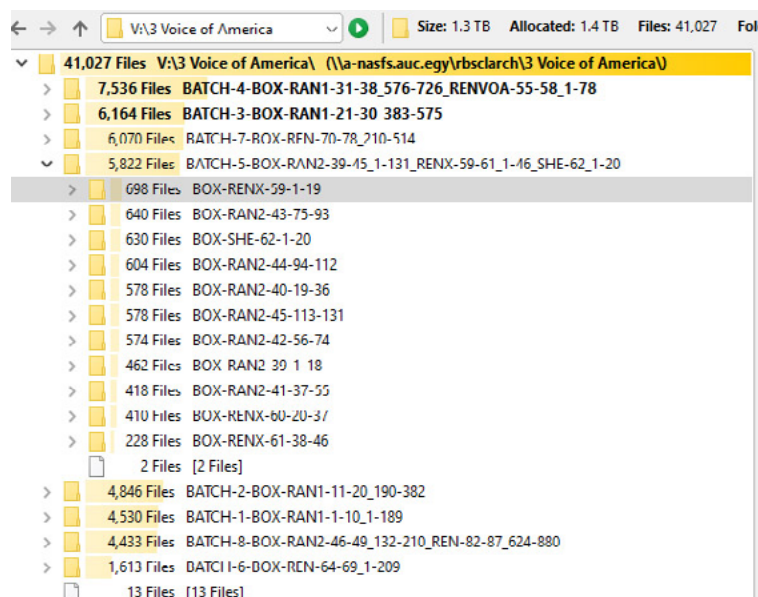 V:\3 Voice of America Size: 1.3 TB Allocated: 1.4 TB Files: 41,027 Fol
41,027 Files V:\3 Voice of America\ (\\a-nasfs.auc.egy\rbsclarch\3 Voice of America\)
7,536 Files BATCH-4-BOX-RAN1-31-38_576-726_RENVOA-55-58_1-78
6,164 Files BATCH-3-BOX-RAN1-21-30 383-575
6,070 Files BATCH-7-BOX-REN-70-78_210-514
5,822 Files BATCH-5-BOX-RAN2-39-45_1-131_RENX-59-61_1-46_SHE-62_1-20
698 Files BOX-RENX-59-1-19
640 Files BOX-RAN2-43-75-93
630 Files BOX-SHE-62-1-20
604 Files BOX-RAN2-44-94-112
578 Files BOX-RAN2-40-19-36
578 Files BOX-RAN2-45-113-131
574 Files BOX-RAN2-42-56-74
462 Files BOX-RAN2-39-1-18
418 Files BOX-RAN2-41-37-55
410 Files BOX-RENX-60-20-37
228 Files BOX-RENX-61-38-46
2 Files [2 Files]
4,846 Files BATCH-2-BOX-RAN1-11-20_190-382
4,530 Files BATCH-1-BOX-RAN1-1-10_1-189
4,433 Files BATCH-8-BOX-RAN2-46-49_132-210_REN-82-87_624-880
1,613 Files BATCH-6-BOX-REN-64-69_1-209
13 Files [13 Files]